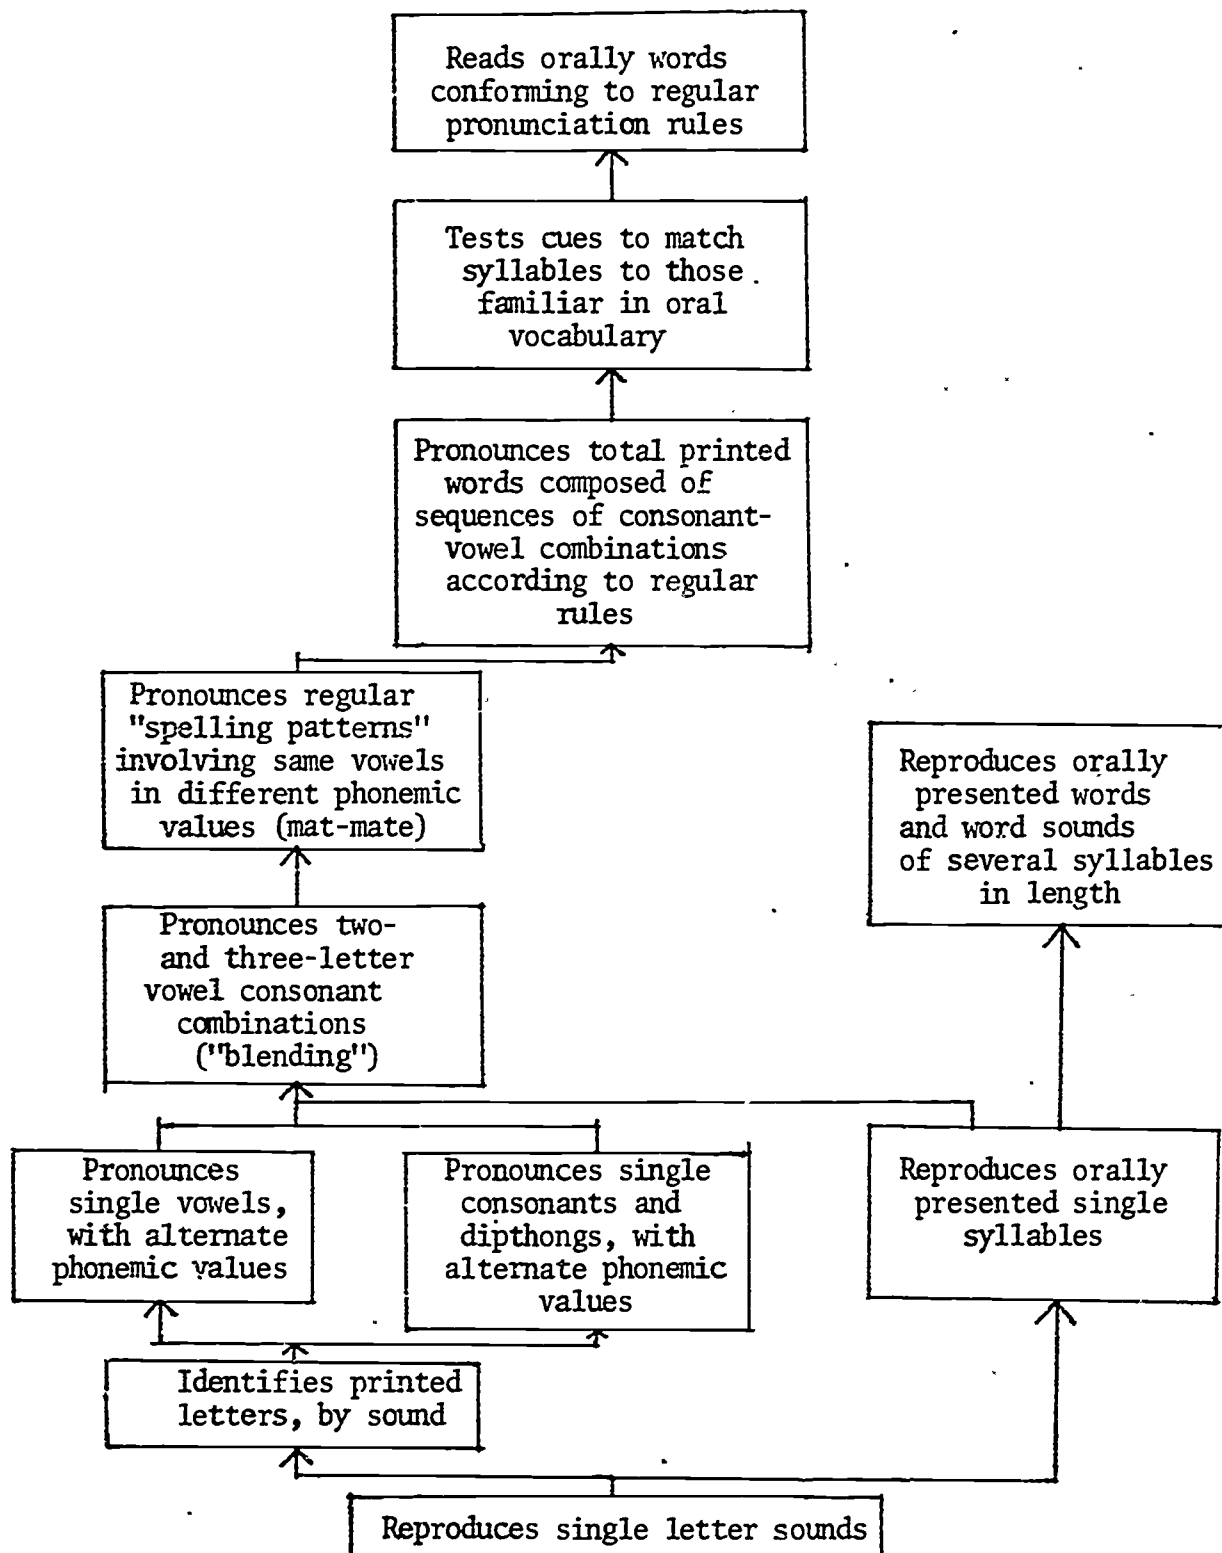 Reads orally words
conforming to regular
pronunciation rules
Tests cues to match
syllables to those
familiar in oral
vocabulary
Pronounces total printed
words composed of
sequences of consonant-
vowel combinations
according to regular
rules
Pronounces regular
"spelling patterns"
involving same vowels
in different phonemic
values (mat-mate)
Reproduces orally
presented words
and word sounds
of several syllables
in length
Pronounces two-
and three-letter
vowel consonant
combinations
("blending")
Pronounces
single vowels,
with alternate
phonemic values
Pronounces single
consonants and
dipthongs, with
alternate phonemic
values
Reproduces orally
presented single
syllables
Identifies printed
letters, by sound
Reproduces single letter sounds